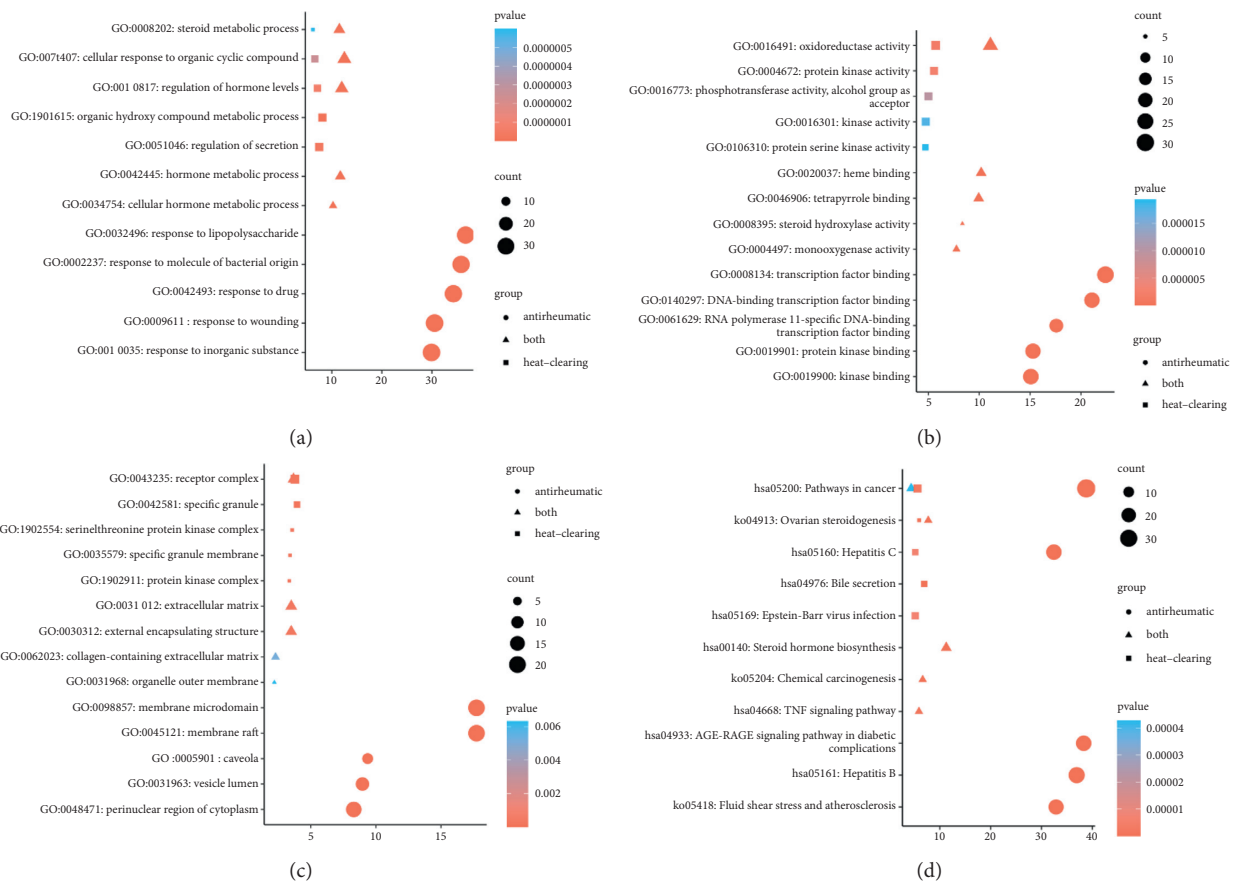 GO:0008202: steroid metabolic process
GO:007t407: cellular response to organic cyclic compound
GO:001 0817: regulation of hormone levels
GO:1901615: organic hydroxy compound metabolic process
GO:0051046: regulation of secretion
GO:0042445: hormone metabolic process
GO:0034754: cellular hormone metabolic process
GO:0032496: response to lipopolysaccharide
GO:0002237: response to molecule of bacterial origin
GO:0042493: response to drug
GO:0009611 : response to wounding
GO:001 0035: response to inorganic substance
10
30
pvalue
0.0000005
0.0000004
0.0000003
0.0000002
0.0000001
count
10
20
30
group
antirheumatic
both
heat–clearing
(a)
GO:0016491: oxidoreductase activity
GO:0004672: protein kinase activity
GO:0016773: phosphotransferase activity, alcohol group as
acceptor
GO:0016301: kinase activity
GO:0106310: protein serine kinase activity
GO:0020037: heme binding
GO:0046906: tetrapyrrole binding
GO:0008395: steroid hydroxylase activity
GO:0004497: monooxygenase activity
GO:0008134: transcription factor binding
GO:0140297: DNA-binding transcription factor binding
GO:0061629: RNA polymerase 11-specific DNA-binding
transcription factor binding
GO:0019901: protein kinase binding
GO:0019900: kinase binding
5
10
15
20
count
5
10
15
20
25
30
pvalue
0.000015
0.000010
0.000005
group
antirheumatic
both
heat–clearing
(b)
GO:0043235: receptor complex
GO:0042581: specific granule
GO:1902554: serinelthreonine protein kinase complex
GO:0035579: specific granule membrane
GO:1902911: protein kinase complex
GO:0031 012: extracellular matrix
GO:0030312: external encapsulating structure
GO:0062023: collagen-containing extracellular matrix
GO:0031968: organelle outer membrane
GO:0098857: membrane microdomain
GO:0045121: membrane raft
GO :0005901 : caveola
GO:0031963: vesicle lumen
GO:0048471: perinuclear region of cytoplasm
5
10
15
group
antirheumatic
both
heat–clearing
count
5
10
15
20
pvalue
0.006
0.004
0.002
(c)
hsa05200: Pathways in cancer
ko04913: Ovarian steroidogenesis
hsa05160: Hepatitis C
hsa04976: Bile secretion
hsa05169: Epstein-Barr virus infection
hsa00140: Steroid hormone biosynthesis
ko05204: Chemical carcinogenesis
hsa04668: TNF signaling pathway
hsa04933: AGE-RAGE signaling pathway in diabetic
complications
hsa05161: Hepatitis B
ko05418: Fluid shear stress and atherosclerosis
10
20
30
40
count
10
20
30
group
antirheumatic
both
heat–clearing
pvalue
0.00004
0.00003
0.00002
0.00001
(d)